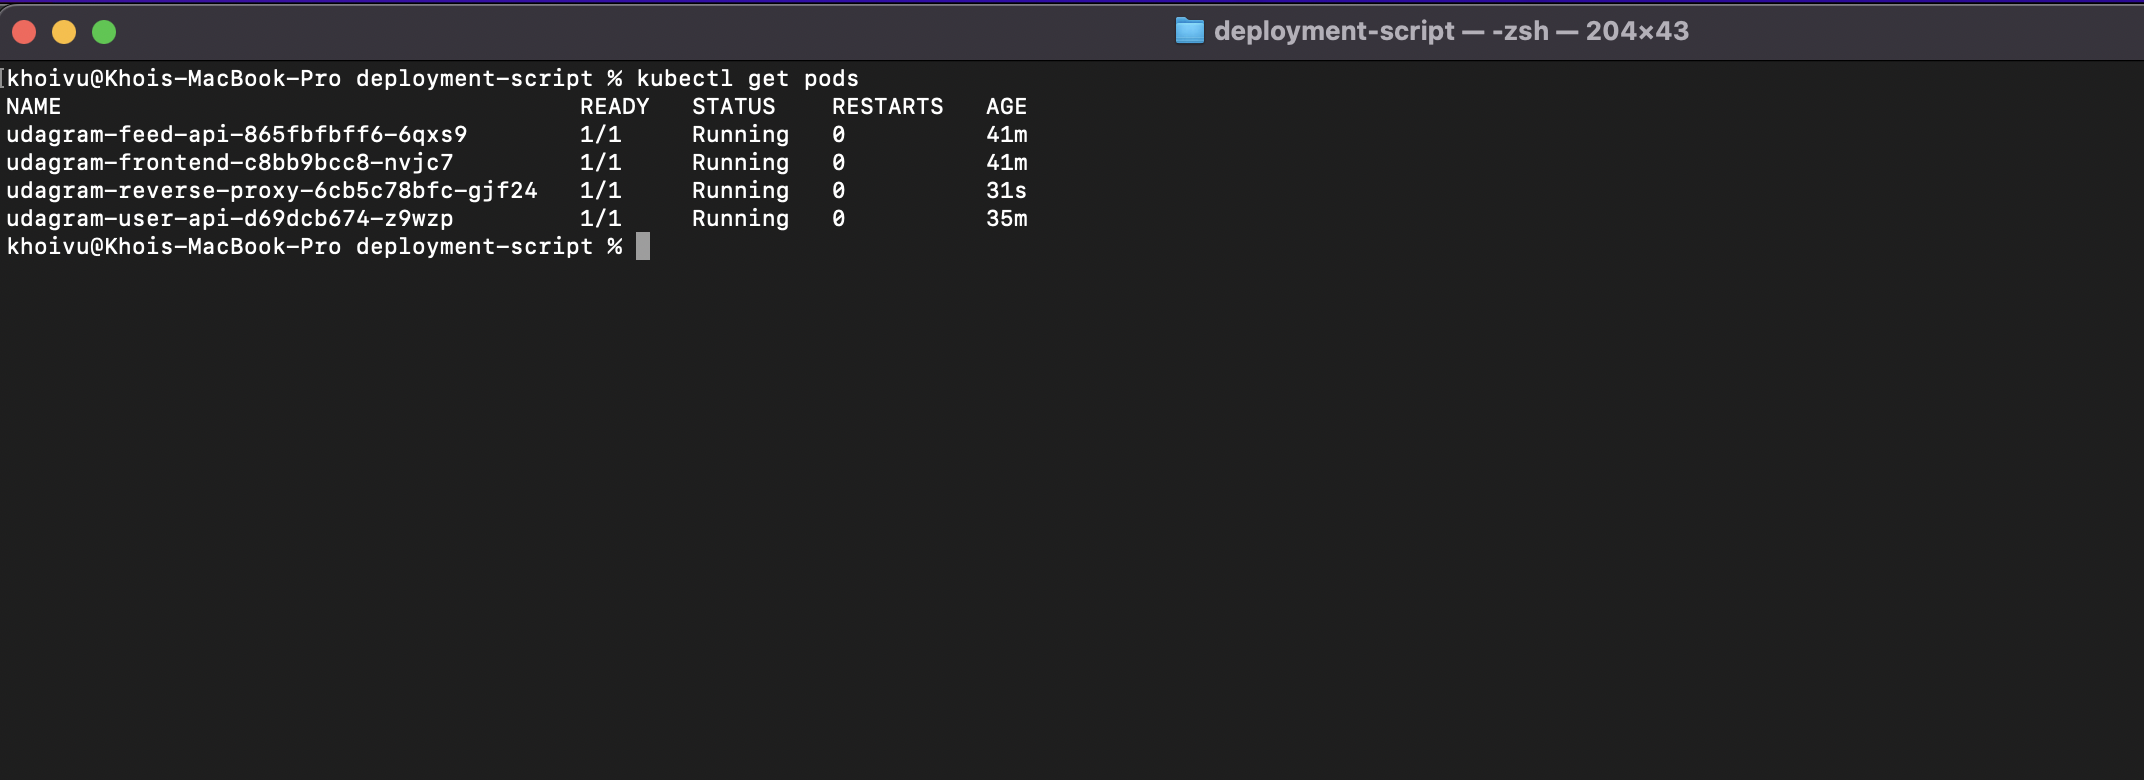 deployment-script — -zsh — 204×43
khoivu@Khois-MacBook-Pro deployment-script % kubectl get pods
NAME READY STATUS RESTARTS AGE
udagram-feed-api-865fbfbff6-6qxs9 1/1 Running 0 41m
udagram-frontend-c8bb9bcc8-nvjc7 1/1 Running 0 41m
udagram-reverse-proxy-6cb5c78bfc-gjf24 1/1 Running 0 31s
udagram-user-api-d69dcb674-z9wzp 1/1 Running 0 35m
khoivu@Khois-MacBook-Pro deployment-script %